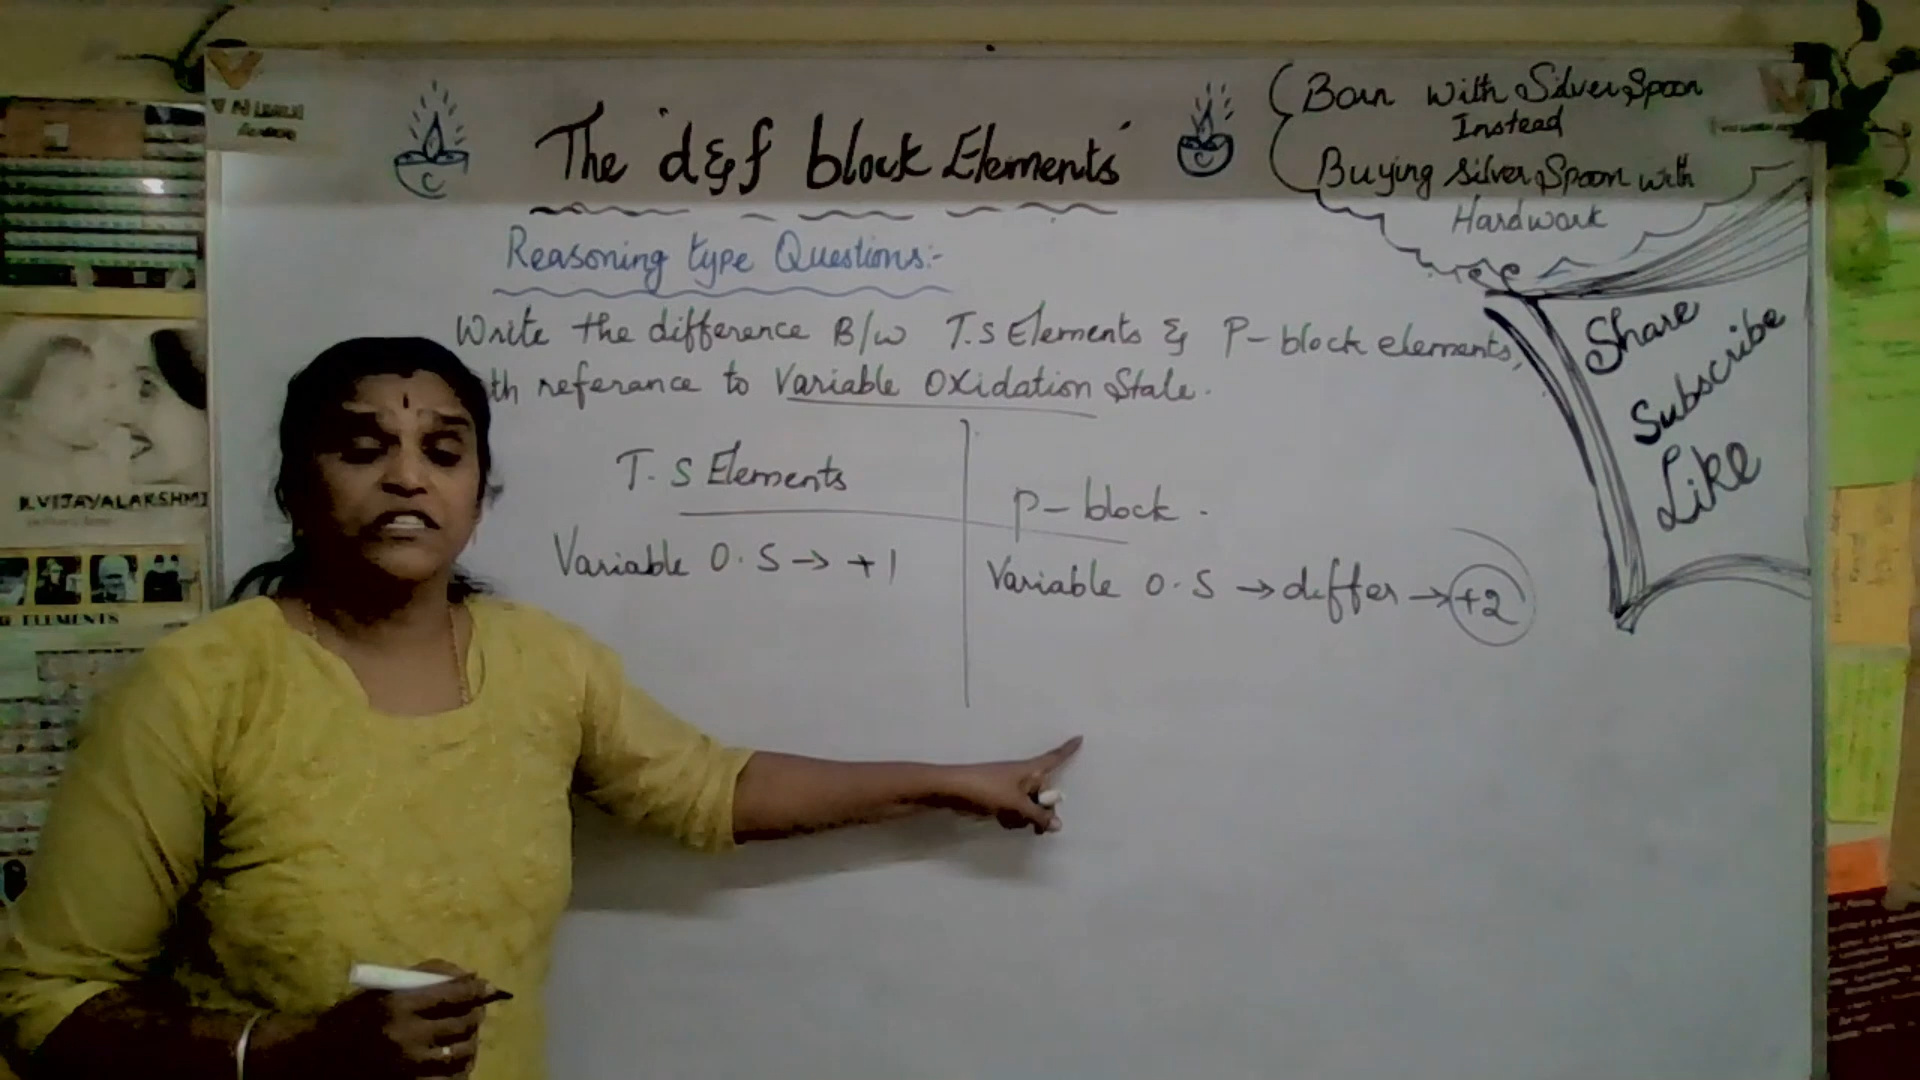 The "d & f block Elements"
Born with Silver Spoon
Instead
Buying Silver Spoon with
Hardwork
Reasoning type Questions:-
Write the difference B/w T.S Elements & P-block elements,
th referance to Variable Oxidation State.
T.S Elements
p-block.
Variable O.S → +1
Variable O.S → differ → +2
Share
Subscribe
Like
R.VIJAYALAKSHMI
ELEMENTS